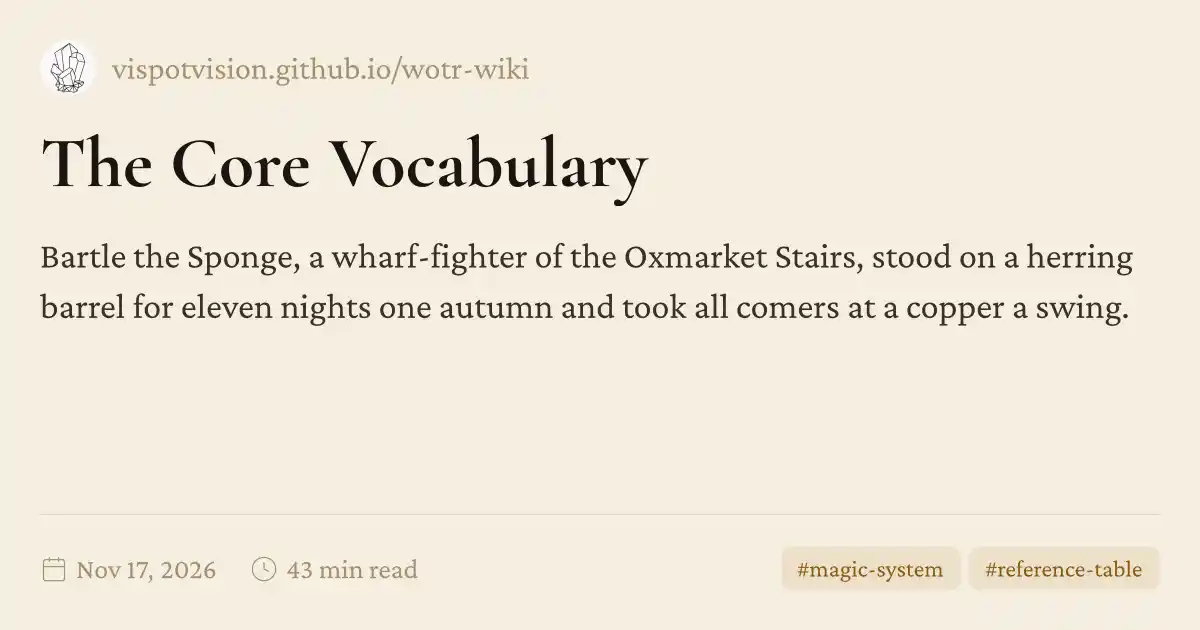 vispotvision.github.io/wotr-wiki
The Core Vocabulary
Bartle the Sponge, a wharf-fighter of the Oxmarket Stairs, stood on a herring
barrel for eleven nights one autumn and took all comers at a copper a swing.
Nov 17, 2026 43 min read #magic-system #reference-table